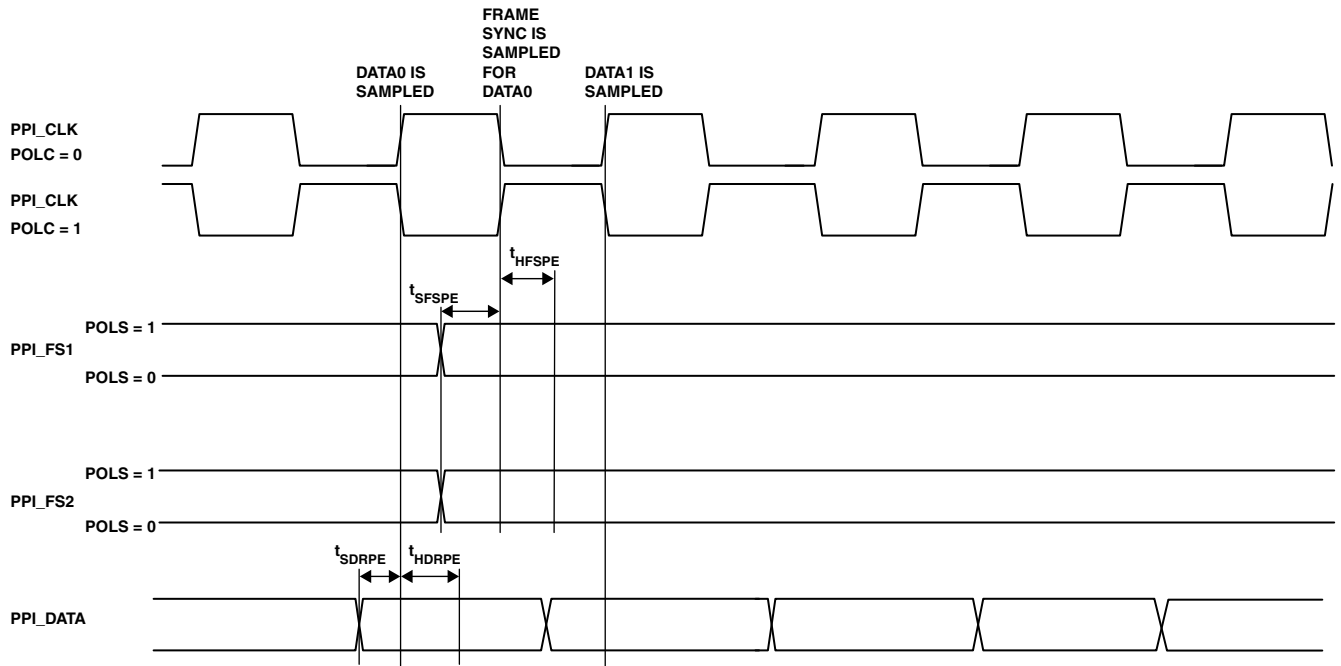 FRAME
SYNC IS
SAMPLED
FOR
DATA0
DATA0 IS
SAMPLED
DATA1 IS
SAMPLED
PPI_CLK
POLC = 0
PPI_CLK
POLC = 1
tHFSPE
tSFSPE
POLS = 1
PPI_FS1
POLS = 0
POLS = 1
PPI_FS2
POLS = 0
tSDRPE
tHDRPE
PPI_DATA